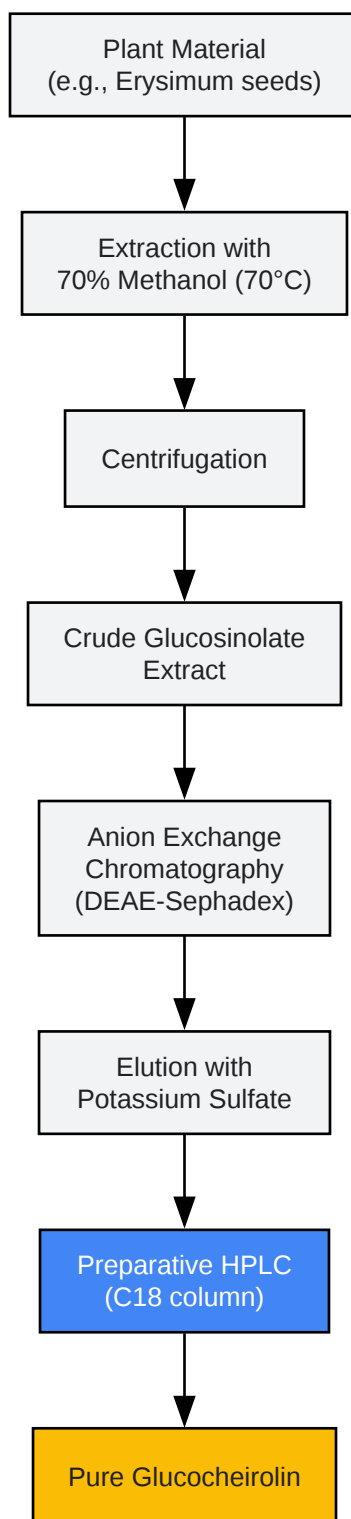 Plant Material
(e.g., Erysimum seeds)
Extraction with
70% Methanol (70°C)
Centrifugation
Crude Glucosinolate
Extract
Anion Exchange
Chromatography
(DEAE-Sephadex)
Elution with
Potassium Sulfate
Preparative HPLC
(C18 column)
Pure Glucocheirolin